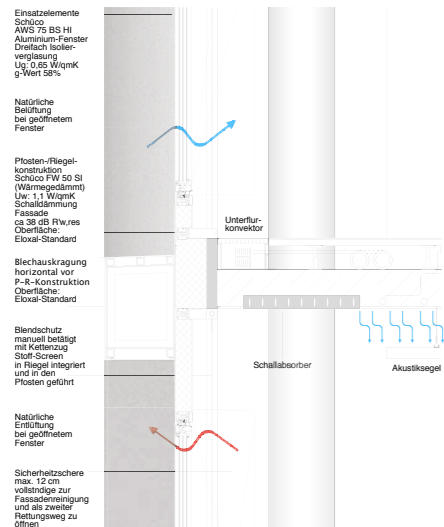 Einsatzelemente
Schüco
AWS 75 BS HI
Aluminium-Fenster
Dreifach Isolier-
verglasung
Ug: 0,65 W/qmK
g-Wert 58%
Natürliche
Belüftung
bei geöffnetem
Fenster
Pfosten-/Riegel-
konstruktion
Schüco FW 50 SI
(Wärmegedämmt)
Uw: 1,1 W/qmK
Schalldämmung
Fassade
ca 38 dB R'w,res
Oberfläche:
Eloxal-Standard
Unterflur-
konvektor
Blechauskragung
horizontal vor
P-R-Konstruktion
Oberfläche:
Eloxal-Standard
Blendschutz
manuell betätigt
mit Kettenzug
Stoff-Screen
in Riegel integriert
und in den
Pfosten geführt
Schallabsorber
Akustiksegel
Natürliche
Entlüftung
bei geöffnetem
Fenster
Sicherheitzschere
max. 12 cm
vollstndige zur
Fassadenreinigung
und als zweiter
Rettungsweg zu
öffnen